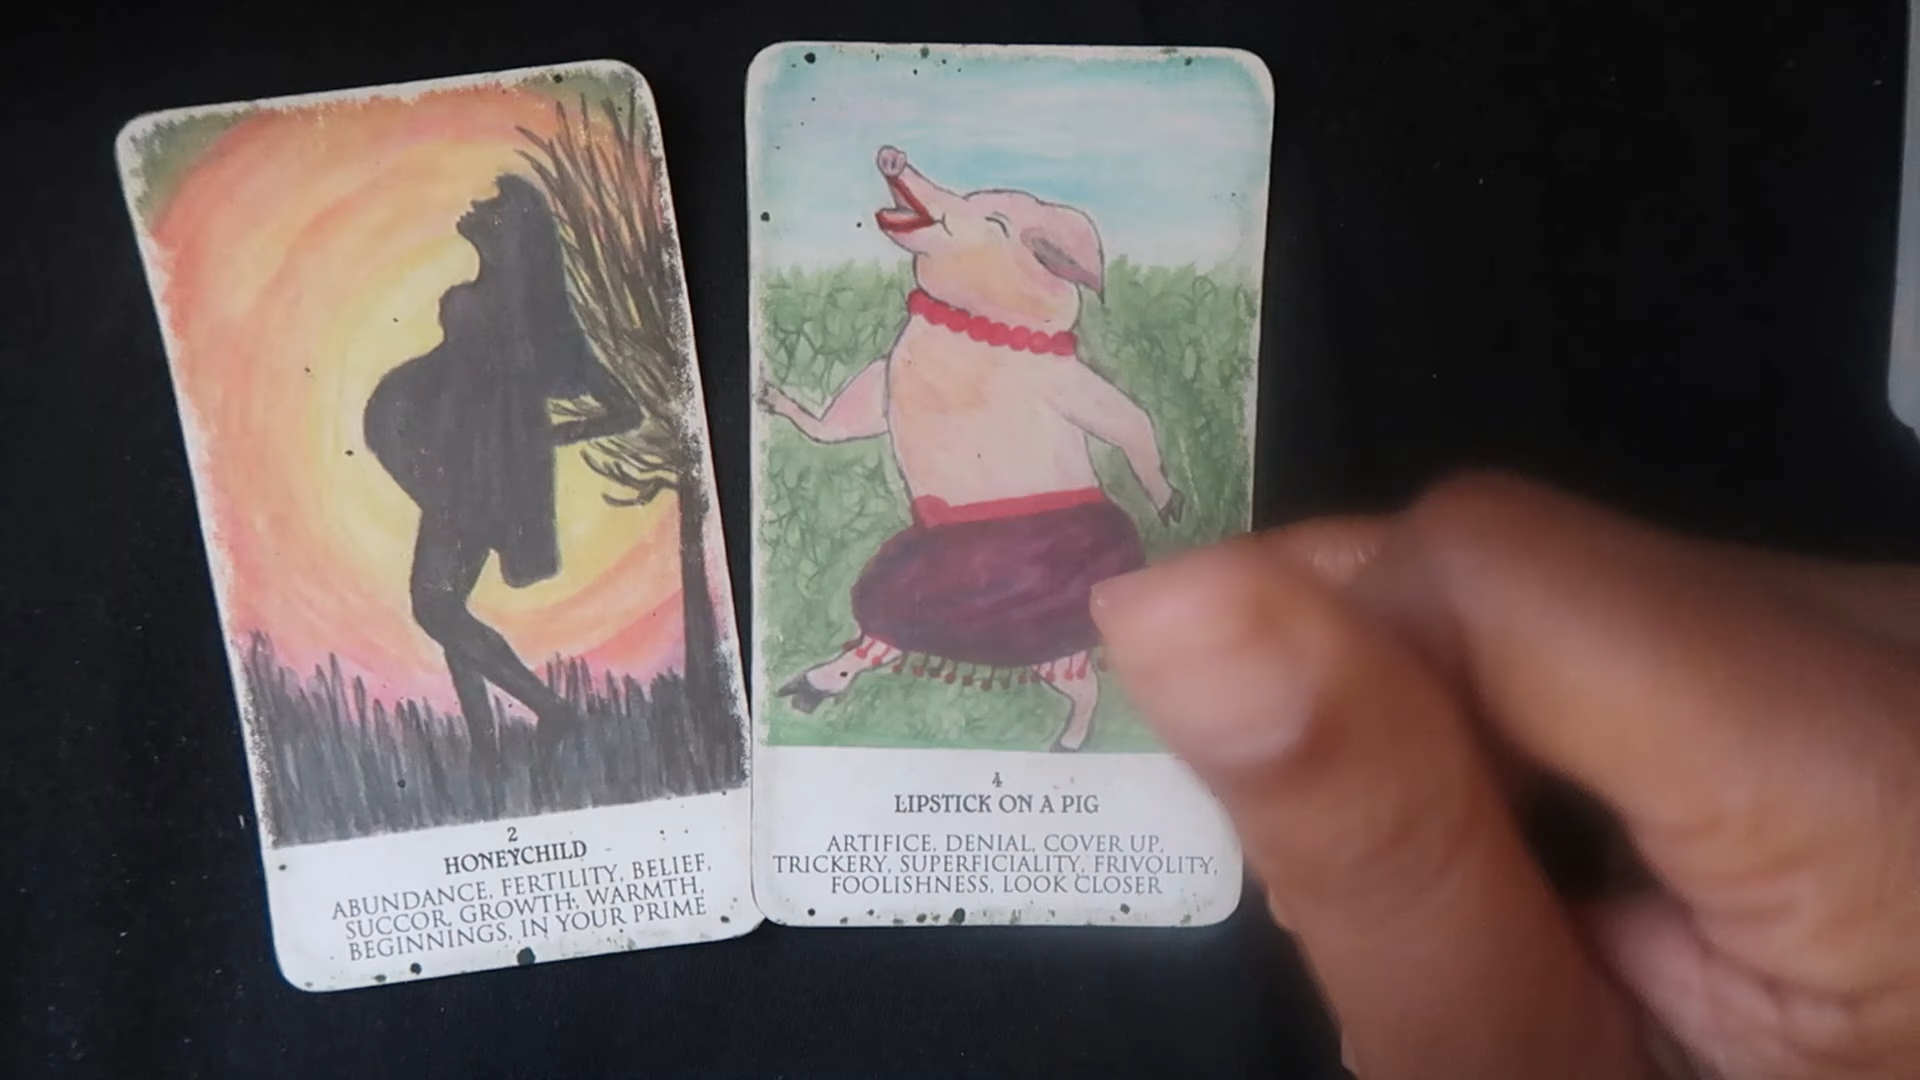 2
HONEYCHILD
ABUNDANCE, FERTILITY, BELIEF,
SUCCOR, GROWTH, WARMTH,
BEGINNINGS, IN YOUR PRIME
4
LIPSTICK ON A PIG
ARTIFICE, DENIAL, COVER UP,
TRICKERY, SUPERFICIALITY, FRIVOLITY,
FOOLISHNESS, LOOK CLOSER